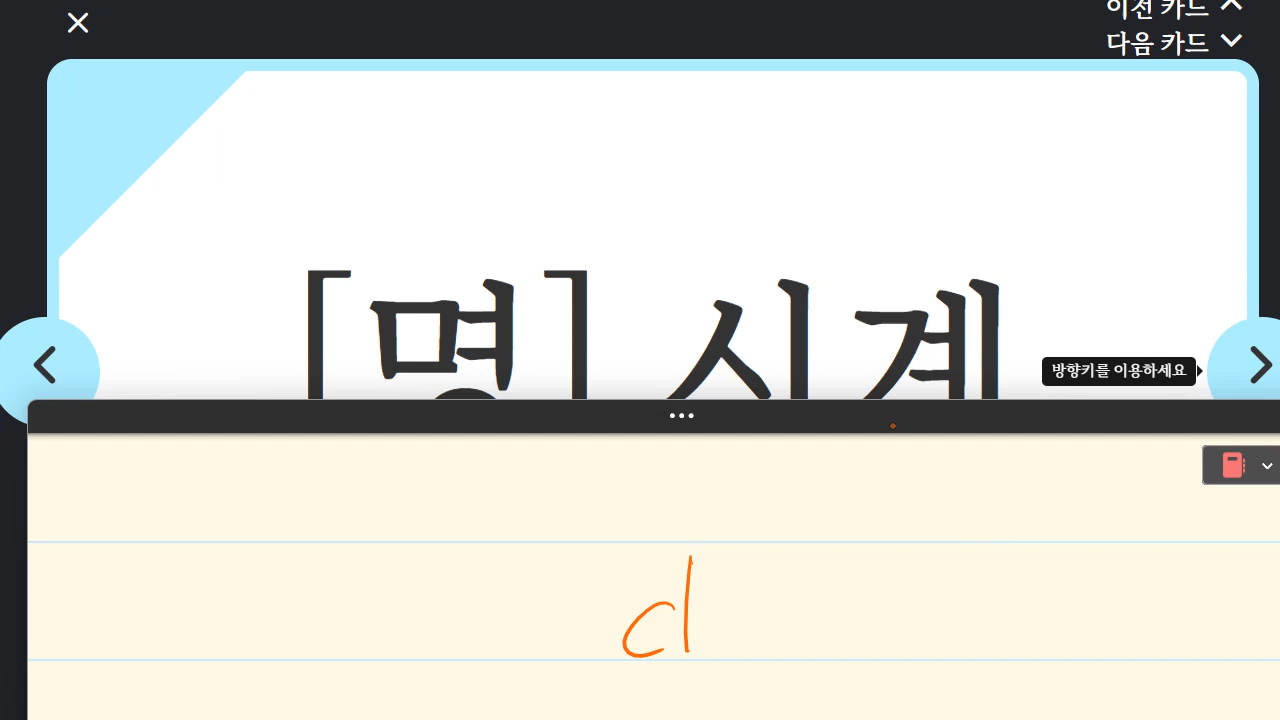 이전 카드
다음 카드
[명] 시계
방향키를 이용하세요
d